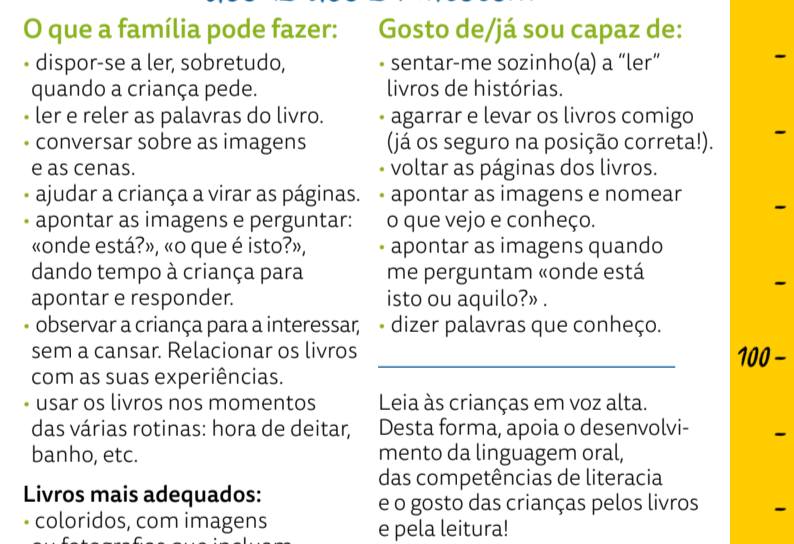 O que a família pode fazer:
• dispor-se a ler, sobretudo,
quando a criança pede.
• ler e reler as palavras do livro.
• conversar sobre as imagens
e as cenas.
• ajudar a criança a virar as páginas.
• apontar as imagens e perguntar:
«onde está?», «o que é isto?»,
dando tempo à criança para
apontar e responder.
• observar a criança para a interessar,
sem a cansar. Relacionar os livros
com as suas experiências.
• usar os livros nos momentos
das várias rotinas: hora de deitar,
banho, etc.
Livros mais adequados:
• coloridos, com imagens
ou fotografias que incluem
Gosto de/já sou capaz de:
• sentar-me sozinho(a) a “ler”
livros de histórias.
• agarrar e levar os livros comigo
(já os seguro na posição correta!).
• voltar as páginas dos livros.
• apontar as imagens e nomear
o que vejo e conheço.
• apontar as imagens quando
me perguntam «onde está
isto ou aquilo?» .
• dizer palavras que conheço.
Leia às crianças em voz alta.
Desta forma, apoia o desenvolvi-
mento da linguagem oral,
das competências de literacia
e o gosto das crianças pelos livros
e pela leitura!
100